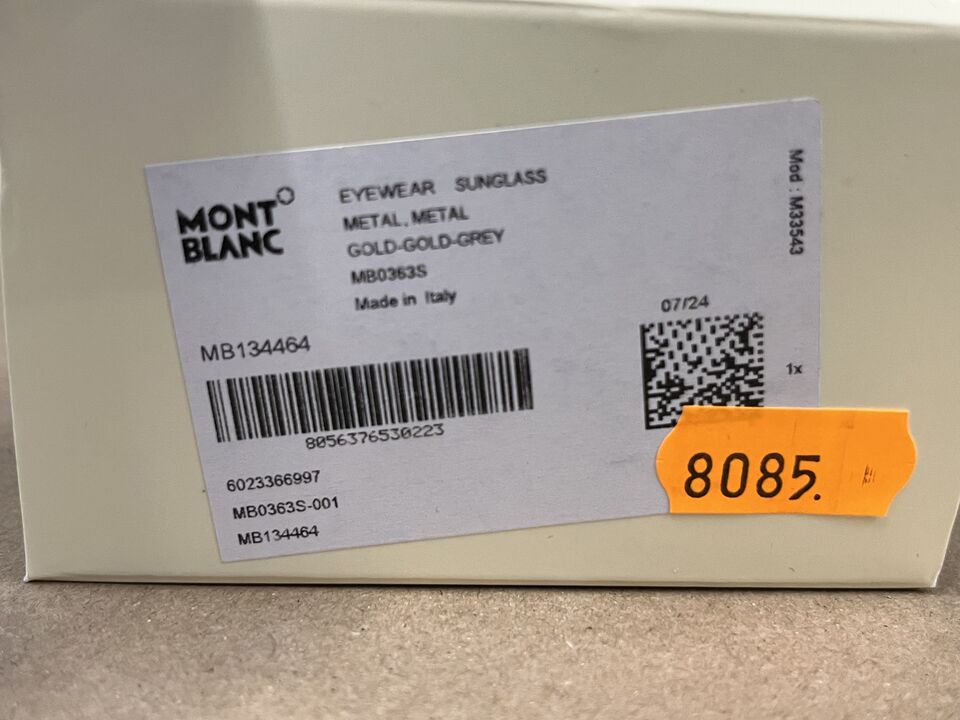 MONT
BLANC
EYEWEAR SUNGLASS
METAL, METAL
GOLD-GOLD-GREY
MB0363S
Made in Italy
Mod : M33543
MB134464
8056376530223
07/24
1x
6023366997
MB0363S-001
MB134464
8085.